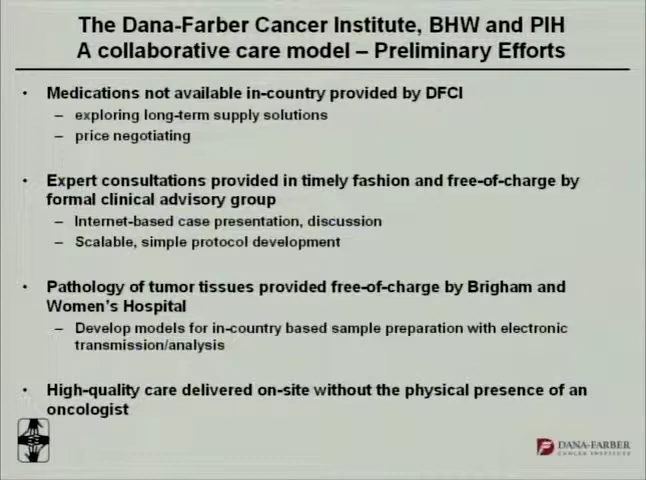 The Dana-Farber Cancer Institute, BHW and PIH
A collaborative care model – Preliminary Efforts
• Medications not available in-country provided by DFCI
– exploring long-term supply solutions
– price negotiating
• Expert consultations provided in timely fashion and free-of-charge by
formal clinical advisory group
– Internet-based case presentation, discussion
– Scalable, simple protocol development
• Pathology of tumor tissues provided free-of-charge by Brigham and
Women's Hospital
– Develop models for in-country based sample preparation with electronic
transmission/analysis
• High-quality care delivered on-site without the physical presence of an
oncologist
DANA-FARBER
CANCER INSTITUTE